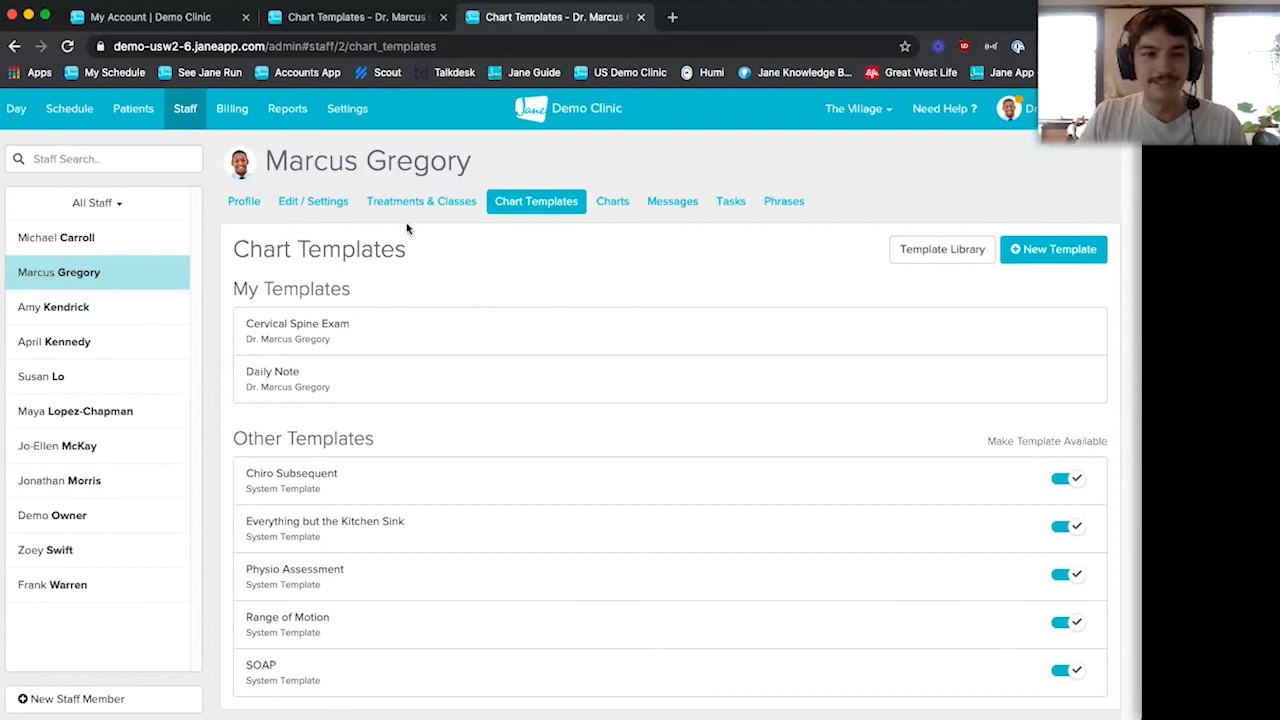 My Account | Demo Clinic
Chart Templates - Dr. Marcus
Chart Templates - Dr. Marcus
demo-usw2-6.janeapp.com/admin#staff/2/chart_templates
Apps My Schedule See Jane Run Accounts App Scout td Talkdesk Jane Guide US Demo Clinic Humi Jane Knowledge B... Great West Life Jane App -
Day Schedule Patients Staff Billing Reports Settings Jane Demo Clinic The Village Need Help ?
Staff Search...
Marcus Gregory
Profile Edit / Settings Treatments & Classes Chart Templates Charts Messages Tasks Phrases
All Staff
Michael Carroll
Marcus Gregory
Amy Kendrick
April Kennedy
Susan Lo
Maya Lopez-Chapman
Jo-Ellen McKay
Jonathan Morris
Demo Owner
Zoey Swift
Frank Warren
New Staff Member
Chart Templates
Template Library
New Template
My Templates
Cervical Spine Exam
Dr. Marcus Gregory
Daily Note
Dr. Marcus Gregory
Other Templates
Make Template Available
Chiro Subsequent
System Template
Everything but the Kitchen Sink
System Template
Physio Assessment
System Template
Range of Motion
System Template
SOAP
System Template